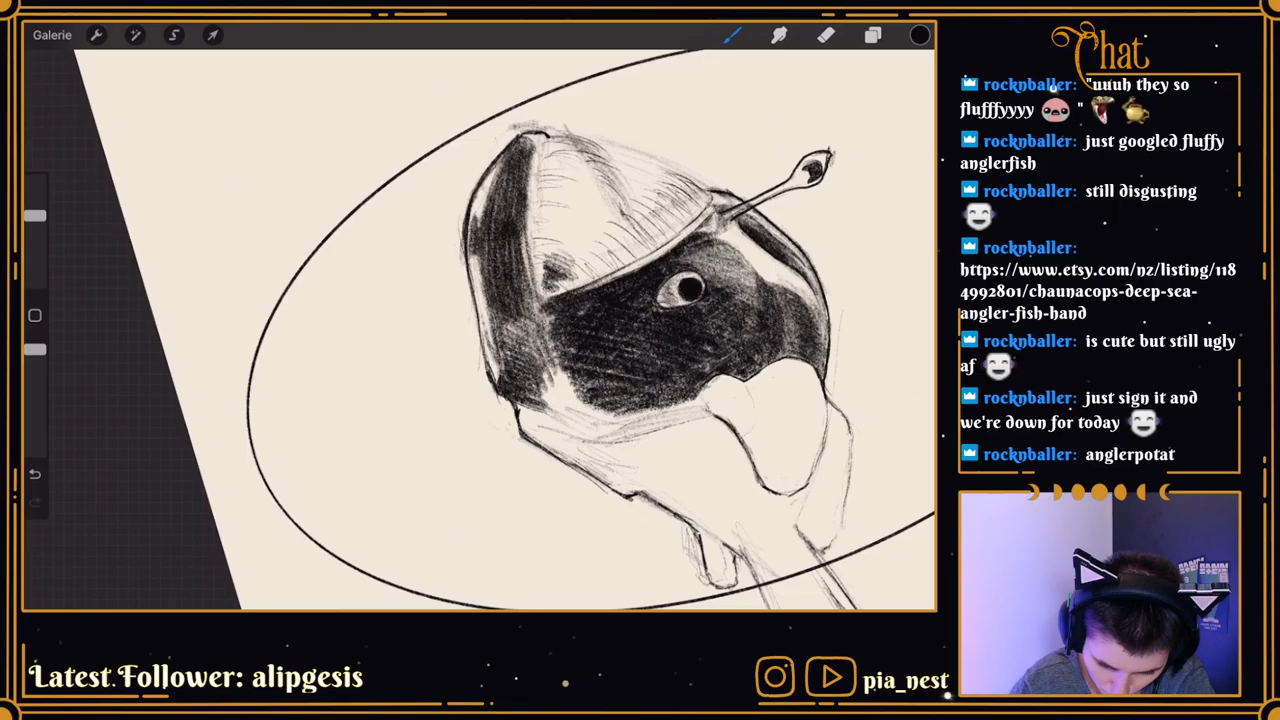 Galerie
Chat
rocknballer: "uuuh they so
flufffyyyy "
rocknballer: just googled fluffy
anglerfish
rocknballer: still disgusting
rocknballer:
https://www.etsy.com/nz/listing/118
4992801/chaunacops-deep-sea-
angler-fish-hand
rocknballer: is cute but still ugly
af
rocknballer: just sign it and
we're down for today
rocknballer: anglerpotat
Latest Follower: alipgesis
pia_nest